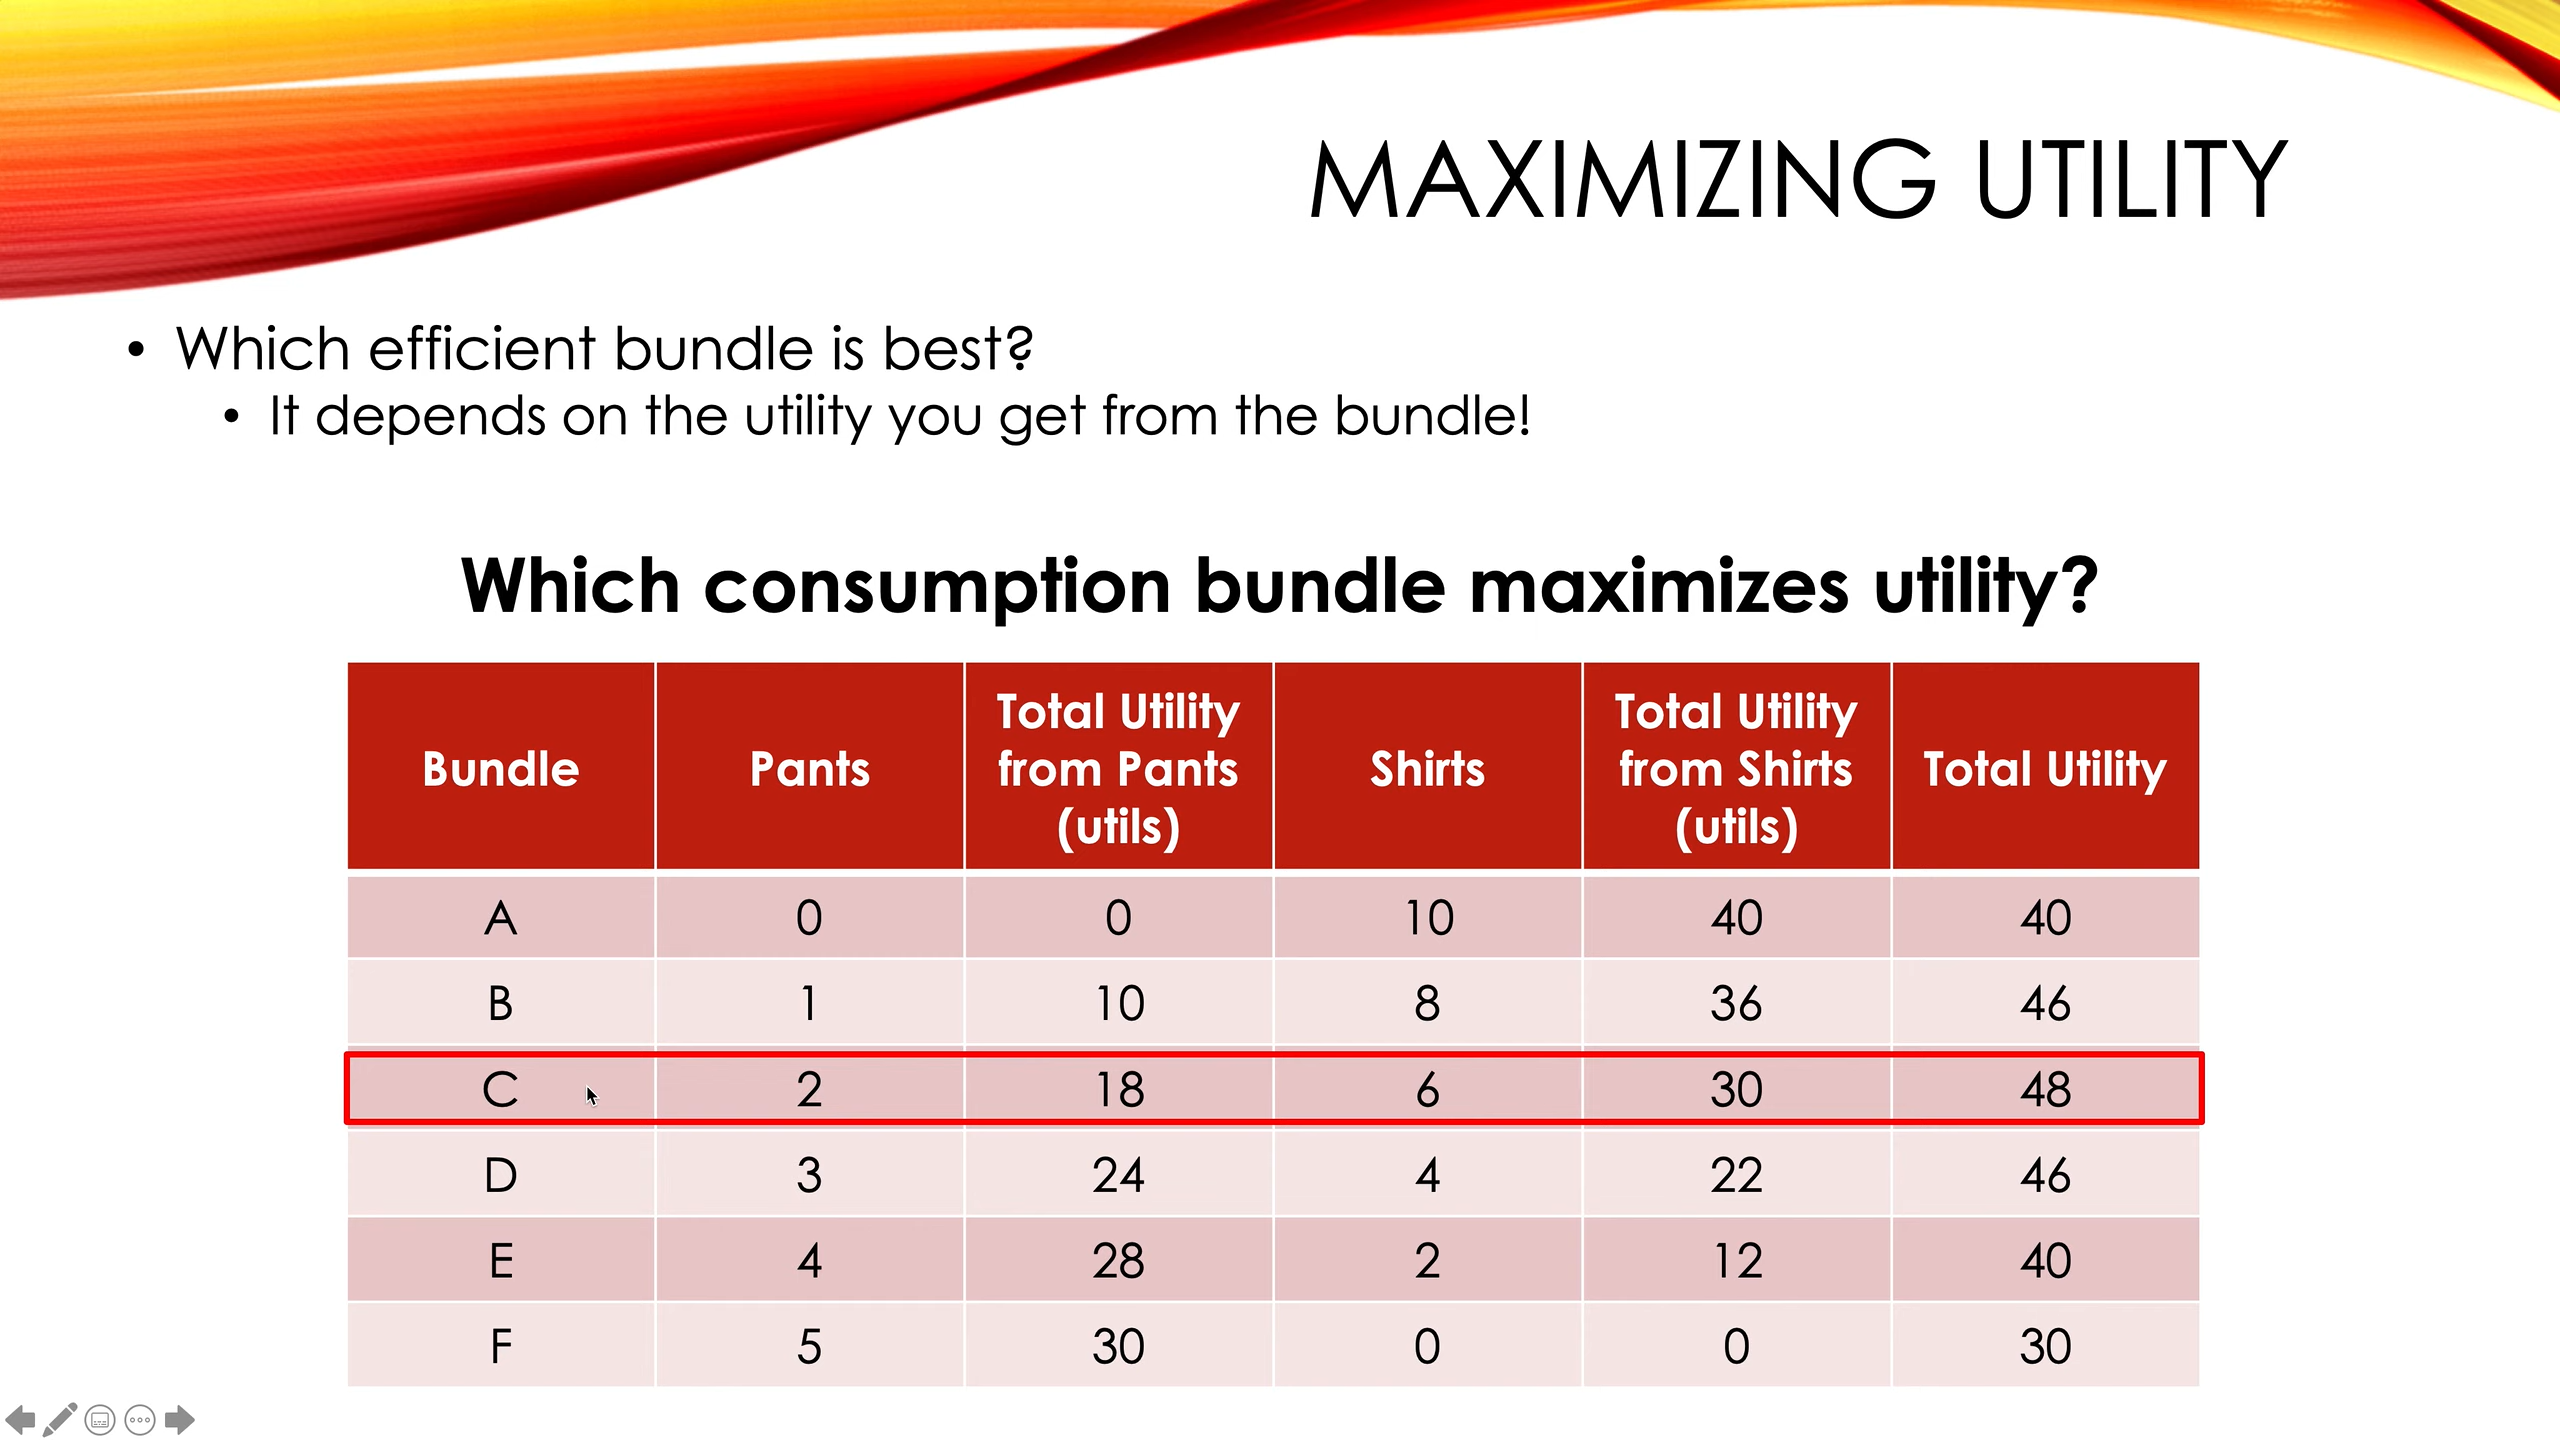 MAXIMIZING UTILITY
• Which efficient bundle is best?
• It depends on the utility you get from the bundle!
Which consumption bundle maximizes utility?
Bundle Pants Total Utility from Pants (utils) Shirts Total Utility from Shirts (utils) Total Utility
A 0 0 10 40 40
B 1 10 8 36 46
C 2 18 6 30 48
D 3 24 4 22 46
E 4 28 2 12 40
F 5 30 0 0 30